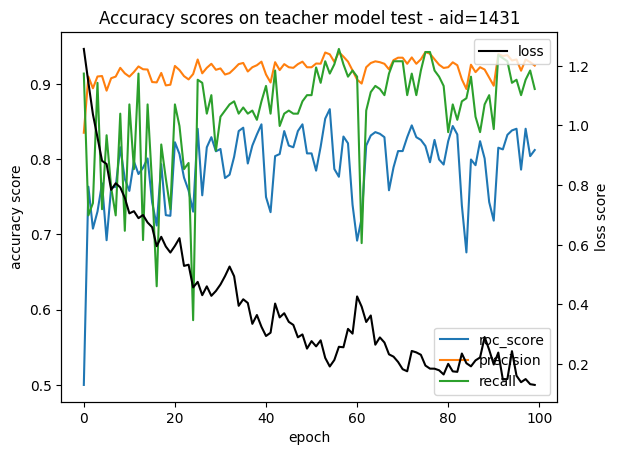 Accuracy scores on teacher model test - aid=1431
loss
accuracy score
0.9
0.8
0.7
0.6
0.5
1.2
1.0
0.8
0.6
0.4
0.2
loss score
roc_score
precision
recall
0
20
40
60
80
100
epoch